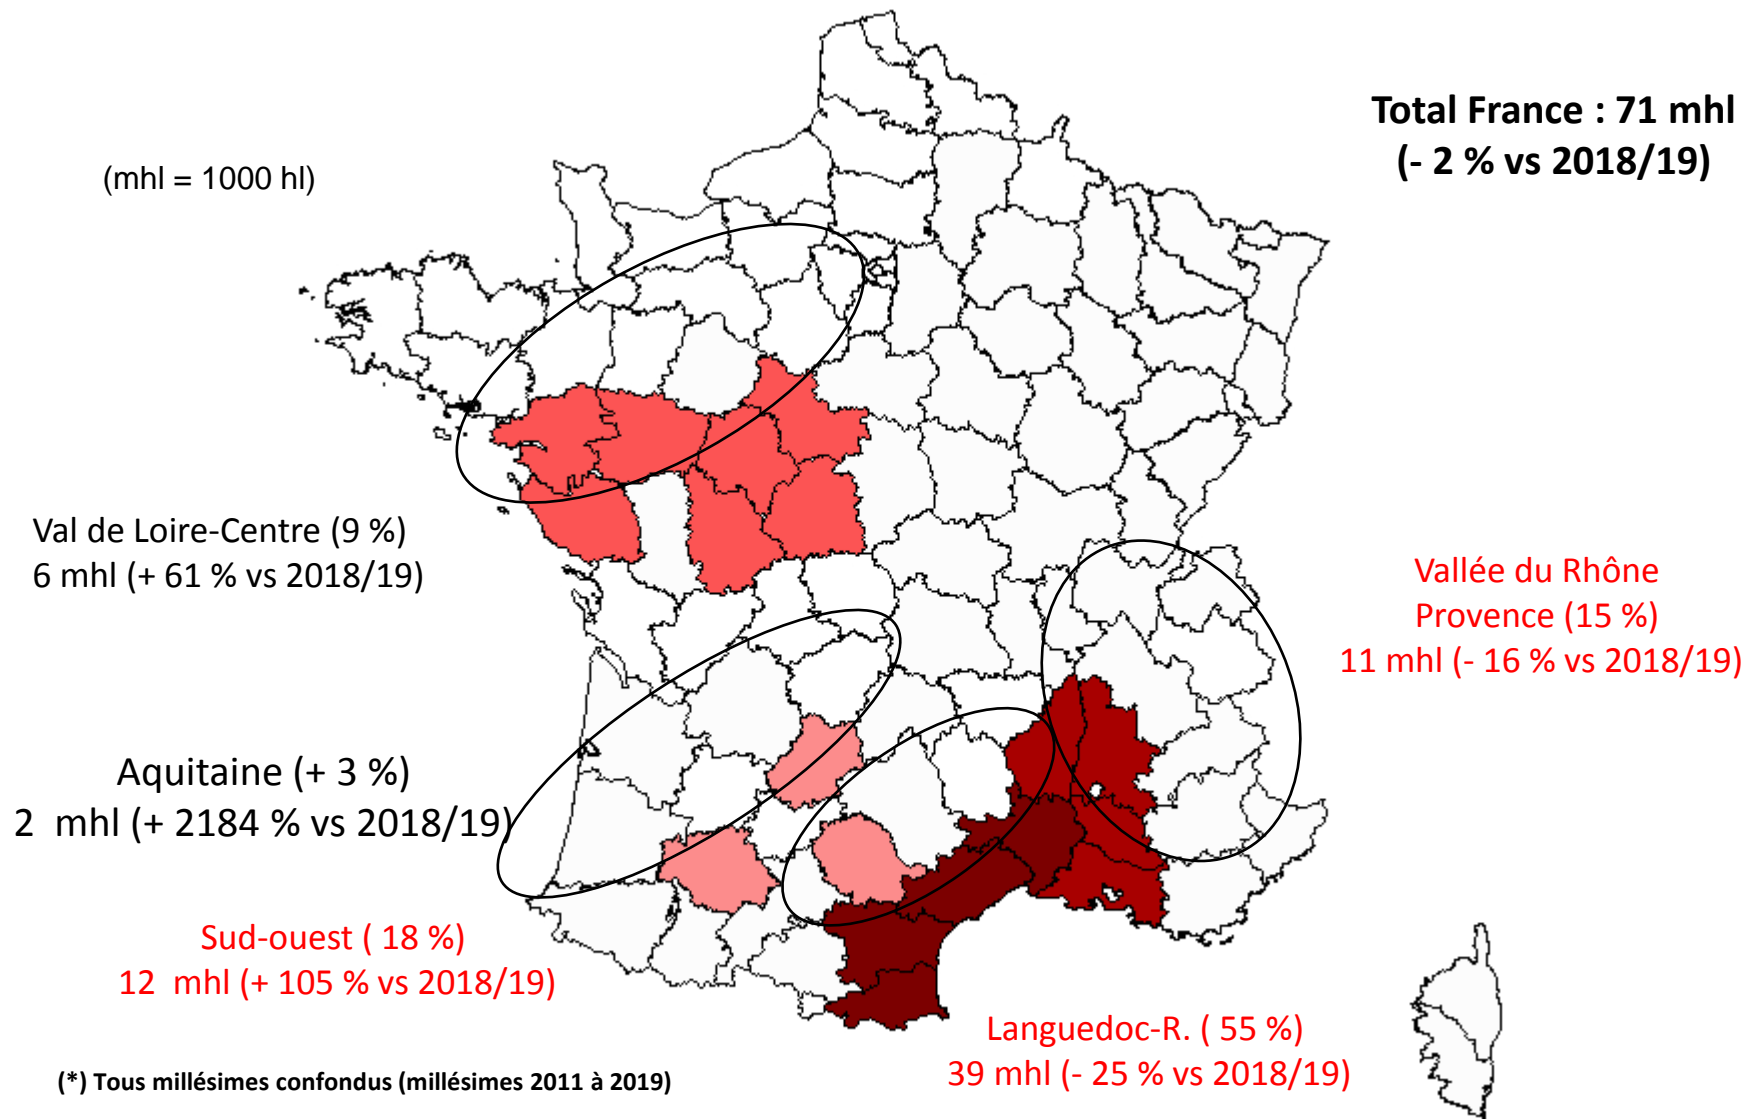 Total France : 71 mhl
(- 2 % vs 2018/19)
(mhl = 1000 hl)
Val de Loire-Centre (9 %)
6 mhl (+ 61 % vs 2018/19)
Vallée du Rhône
Provence (15 %)
11 mhl (- 16 % vs 2018/19)
Aquitaine (+ 3 %)
2 mhl (+ 2184 % vs 2018/19)
Sud-ouest ( 18 %)
12 mhl (+ 105 % vs 2018/19)
Languedoc-R. ( 55 %)
39 mhl (- 25 % vs 2018/19)
(*) Tous millésimes confondus (millésimes 2011 à 2019)